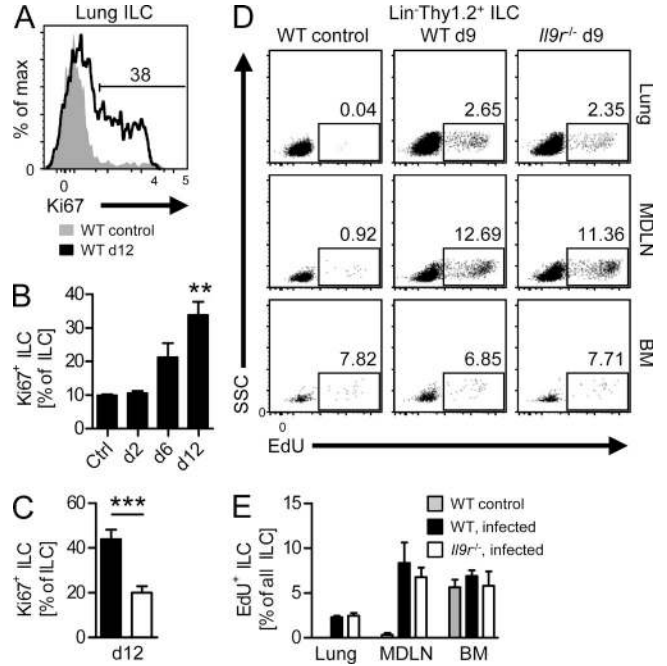 A
Lung ILC
% of max
38
0
0
4
5
Ki67
WT control
WT d12
B
Ki67⁺ ILC
[% of ILC]
40
30
20
10
0
**
Ctrl
d2
d6
d12
C
Ki67⁺ ILC
[% of ILC]
60
40
20
0
***
d12
D
Lin⁻Thy1.2⁺ ILC
WT control
WT d9
Il9r⁻/⁻ d9
0.04
2.65
2.35
Lung
0.92
12.69
11.36
MDLN
7.82
6.85
7.71
BM
SSC
0
0
EdU
E
EdU⁺ ILC
[% of all ILC]
15
10
5
0
WT control
WT, infected
Il9r⁻/⁻, infected
Lung
MDLN
BM